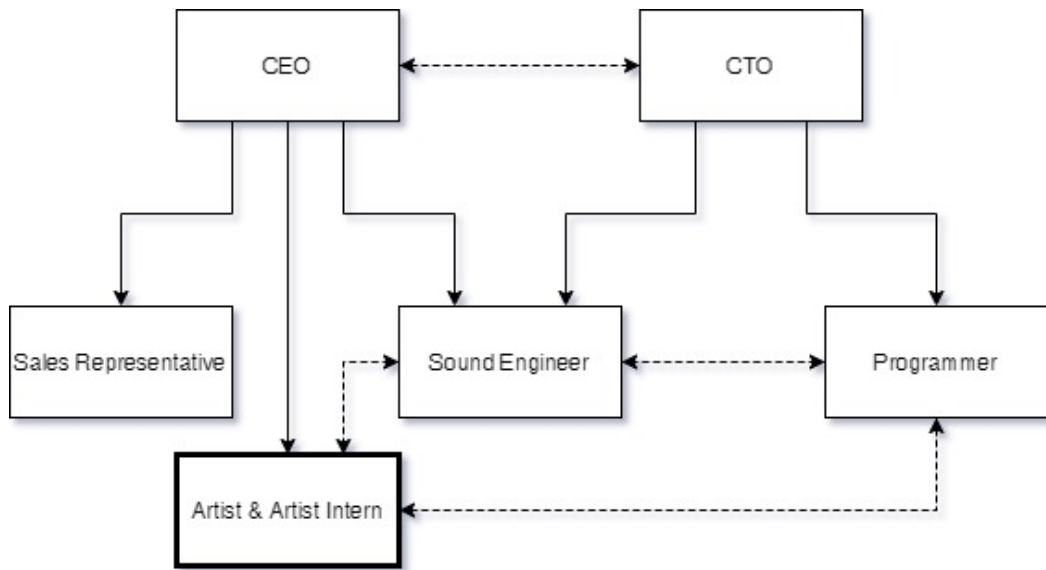 CEO
CTO
Sales Representative
Sound Engineer
Programmer
Artist & Artist Intern